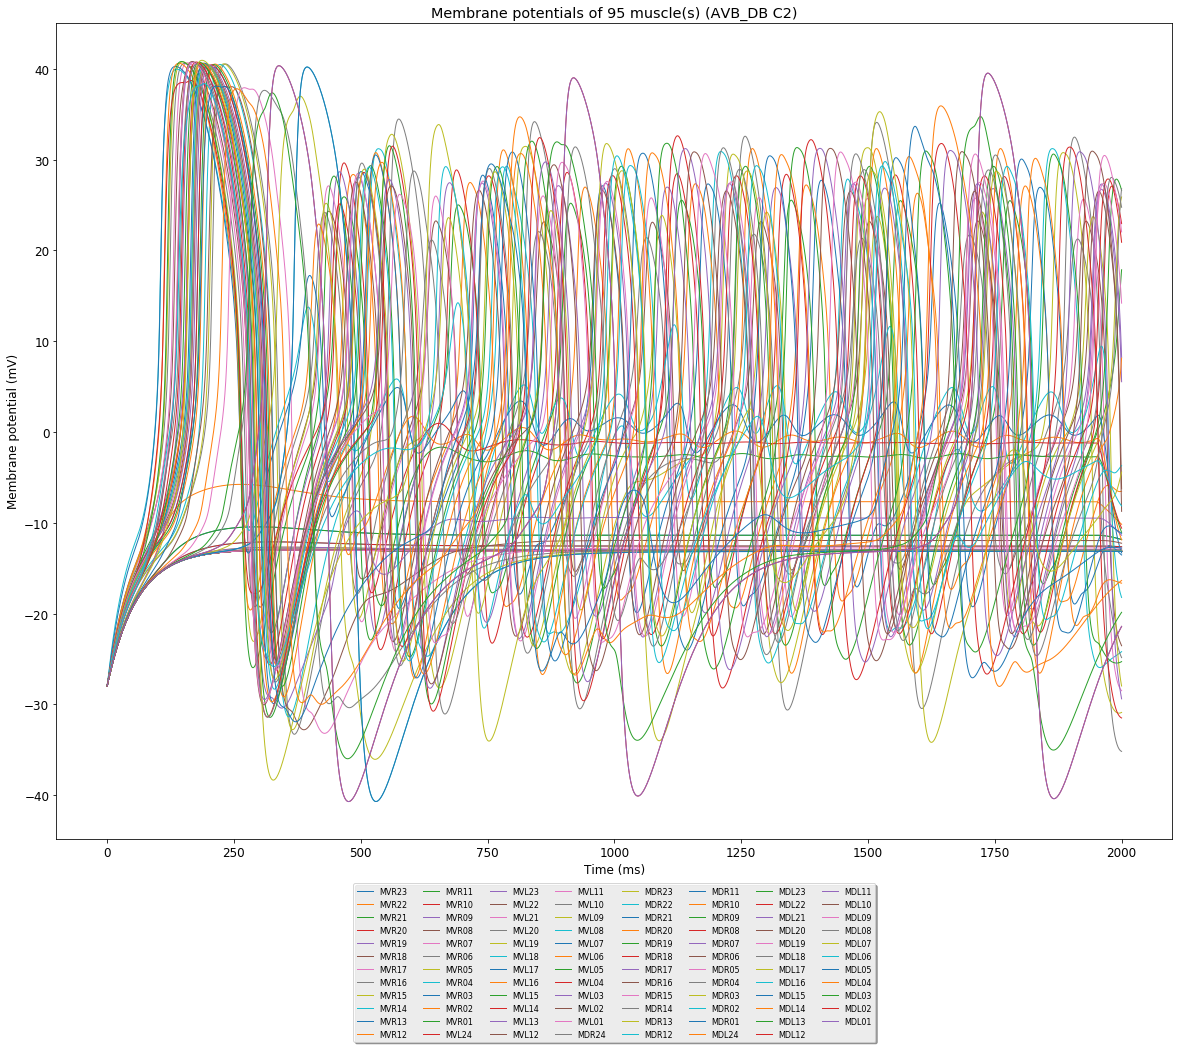 Membrane potentials of 95 muscle(s) (AVB_DB C2)
Membrane potential (mV)
40
30
20
10
0
−10
−20
−30
−40
0 250 500 750 1000 1250 1500 1750 2000
Time (ms)
MVR23 MVR11 MVL23 MVL11 MDR23 MDR11 MDL23 MDL11
MVR22 MVR10 MVL22 MVL10 MDR22 MDR10 MDL22 MDL10
MVR21 MVR09 MVL21 MVL09 MDR21 MDR09 MDL21 MDL09
MVR20 MVR08 MVL20 MVL08 MDR20 MDR08 MDL20 MDL08
MVR19 MVR07 MVL19 MVL07 MDR19 MDR07 MDL19 MDL07
MVR18 MVR06 MVL18 MVL06 MDR18 MDR06 MDL18 MDL06
MVR17 MVR05 MVL17 MVL05 MDR17 MDR05 MDL17 MDL05
MVR16 MVR04 MVL16 MVL04 MDR16 MDR04 MDL16 MDL04
MVR15 MVR03 MVL15 MVL03 MDR15 MDR03 MDL15 MDL03
MVR14 MVR02 MVL14 MVL02 MDR14 MDR02 MDL14 MDL02
MVR13 MVR01 MVL13 MVL01 MDR13 MDR01 MDL13 MDL01
MVR12 MVL24 MVL12 MDR24 MDR12 MDL24 MDL12